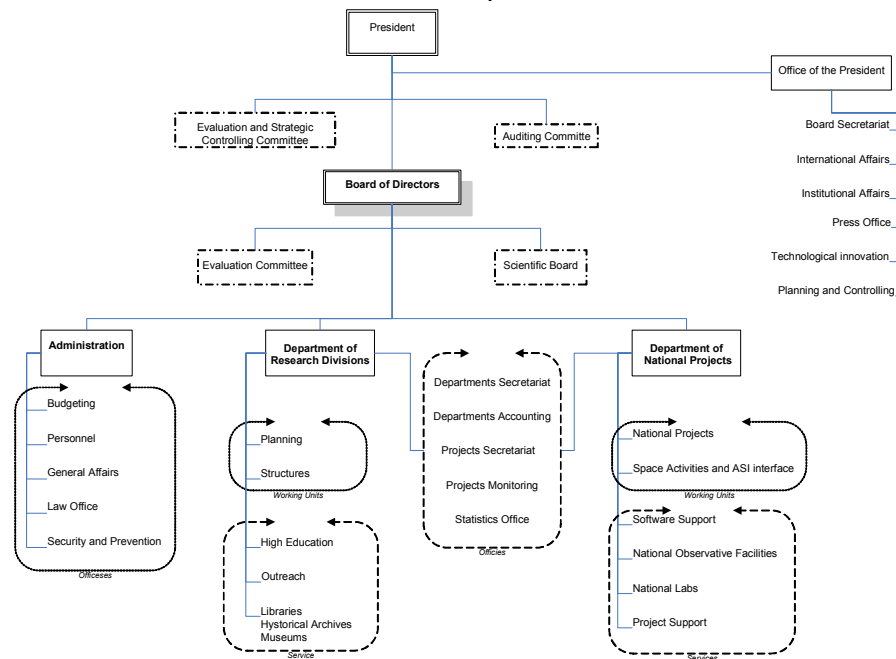 President
Office of the President
Evaluation and Strategic
Controlling Committee
Auditing Committe
Board Secretariat
International Affairs
Institutional Affairs
Press Office
Technological innovation
Planning and Controlling
Board of Directors
Evaluation Committee
Scientific Board
Administration
Budgeting
Personnel
General Affairs
Law Office
Security and Prevention
Officeses
Department of
Research Divisions
Planning
Structures
Working Units
High Education
Outreach
Libraries
Hystorical Archives
Museums
Service
Departments Secretariat
Departments Accounting
Projects Secretariat
Projects Monitoring
Statistics Office
Officies
Department of
National Projects
National Projects
Space Activities and ASI interface
Working Units
Software Support
National Observative Facilities
National Labs
Project Support
Services